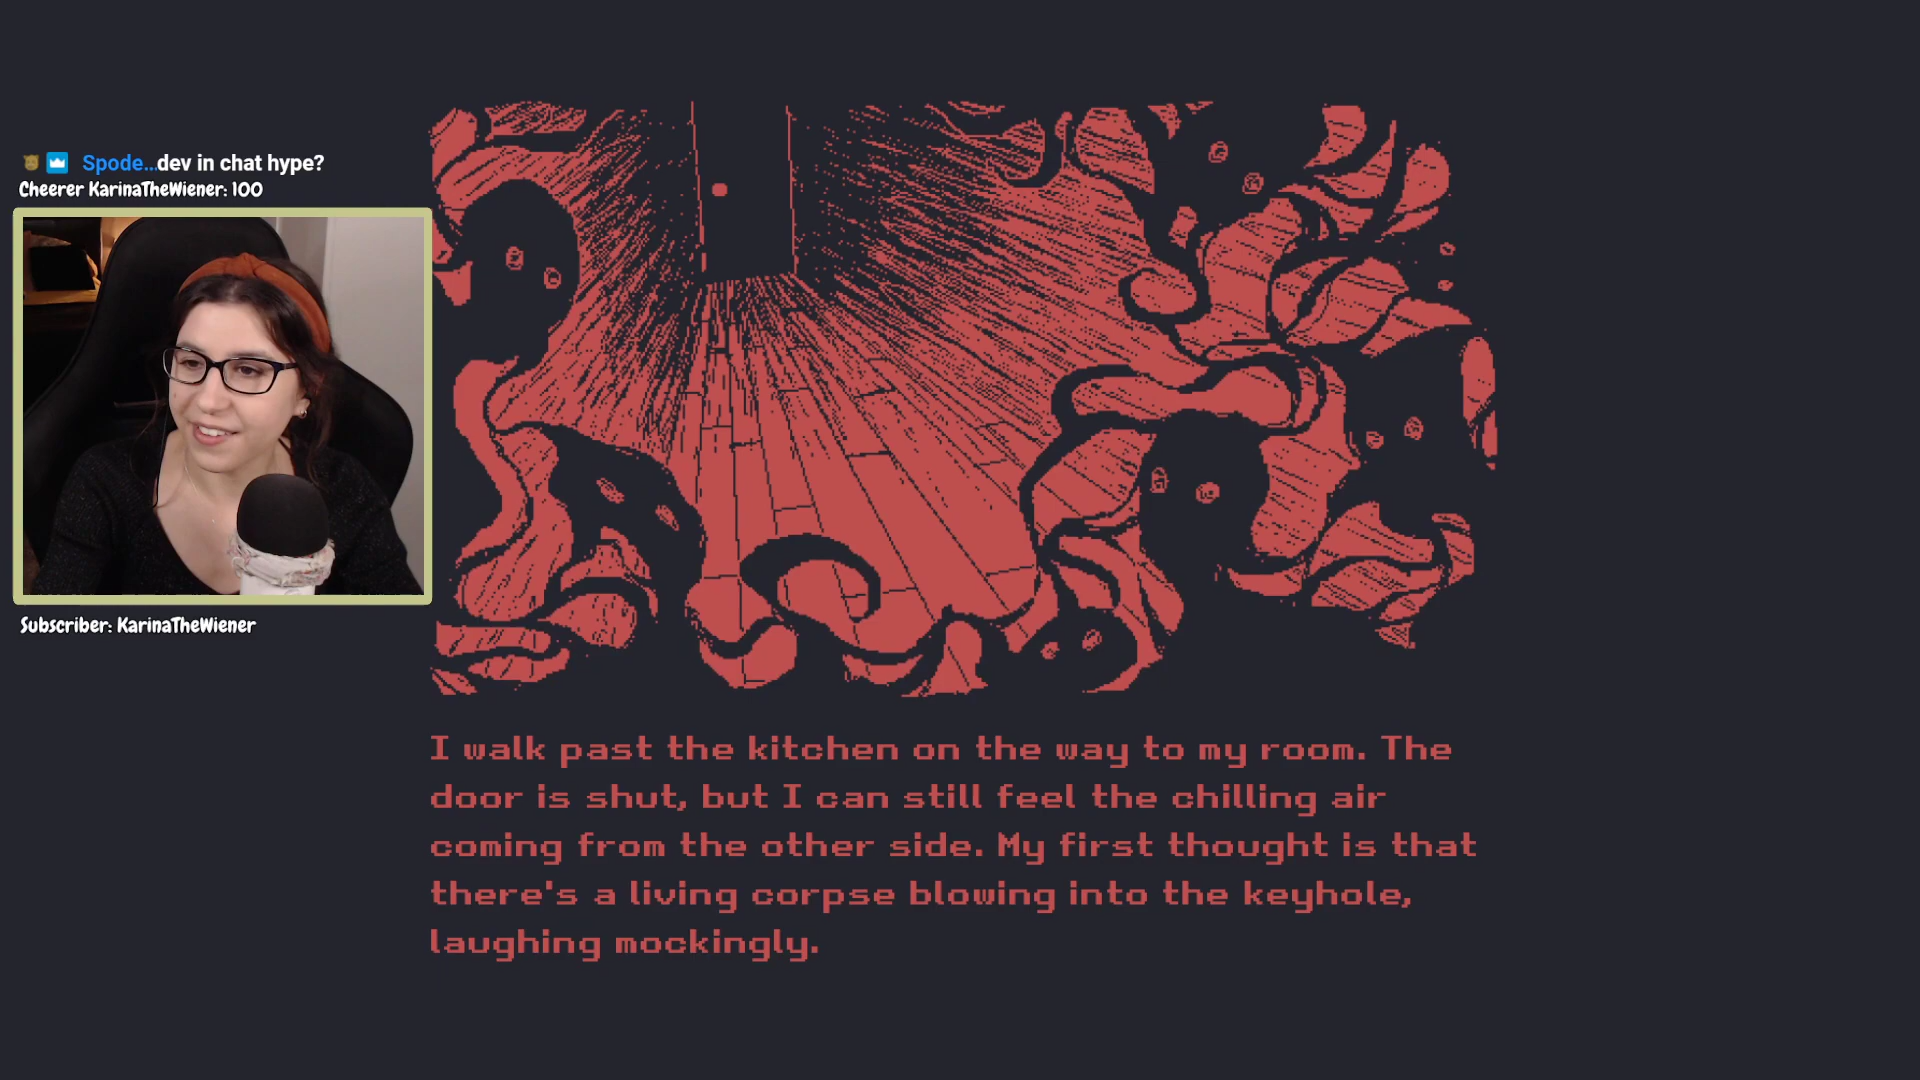 Spode...dev in chat hype?
Cheerer KarinaTheWiener: 100
Subscriber: KarinaTheWiener
I walk past the kitchen on the way to my room. The
door is shut, but I can still feel the chilling air
coming from the other side. My first thought is that
there's a living corpse blowing into the keyhole,
laughing mockingly.